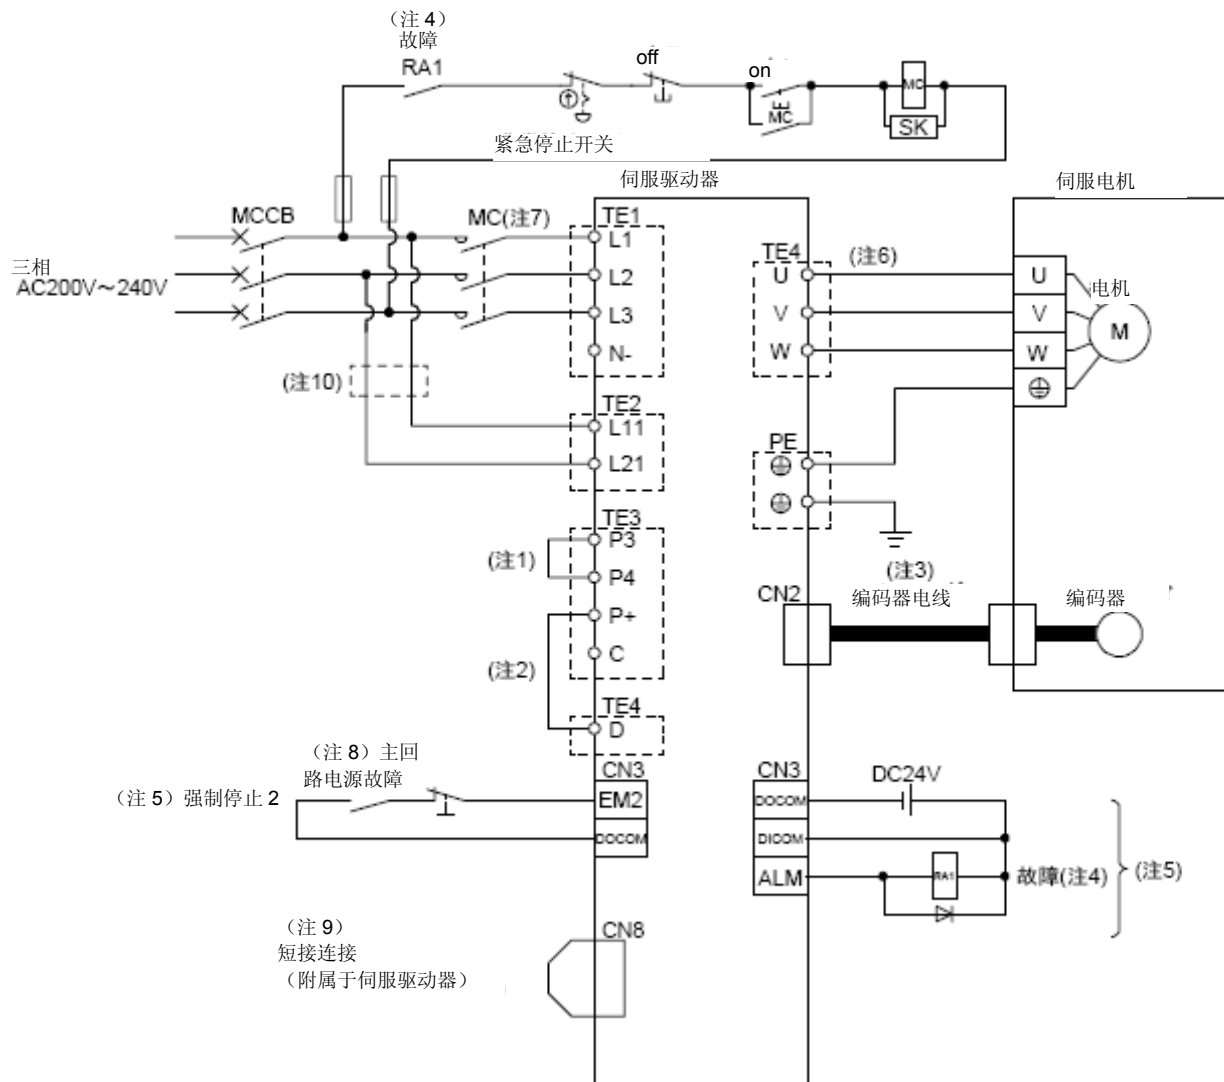 （注 4）
故障
RA1
off
on
MC
MC
SK
紧急停止开关
伺服驱动器
伺服电机
MCCB
MC(注7)
TE1
L1
L2
L3
N-
三相
AC200V～240V
TE4
U
V
W
(注6)
U
V
W
电机
M
(注10)
TE2
L11
L21
PE
TE3
P3
P4
P+
C
(注1)
(注2)
(注3)
CN2
编码器电线
编码器
TE4
D
（注 8）主回
路电源故障
（注 5）强制停止 2
CN3
EM2
DOCOM
CN3
DOCOM
DICOM
ALM
DC24V
RA1
故障(注4)
(注5)
（注 9）
短接连接
（附属于伺服驱动器）
CN8